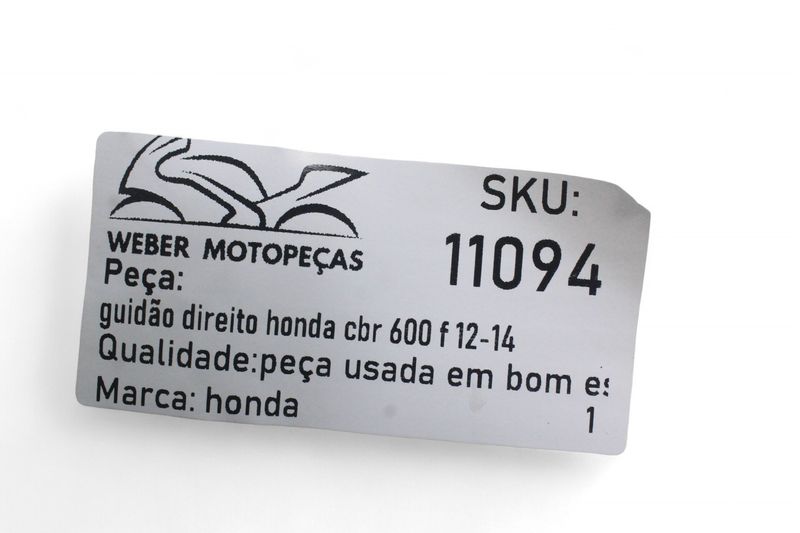 WEBER MOTOPEÇAS
SKU:
11094
Peça:
guidão direito honda cbr 600 f 12-14
Qualidade:peça usada em bom es
Marca: honda
1